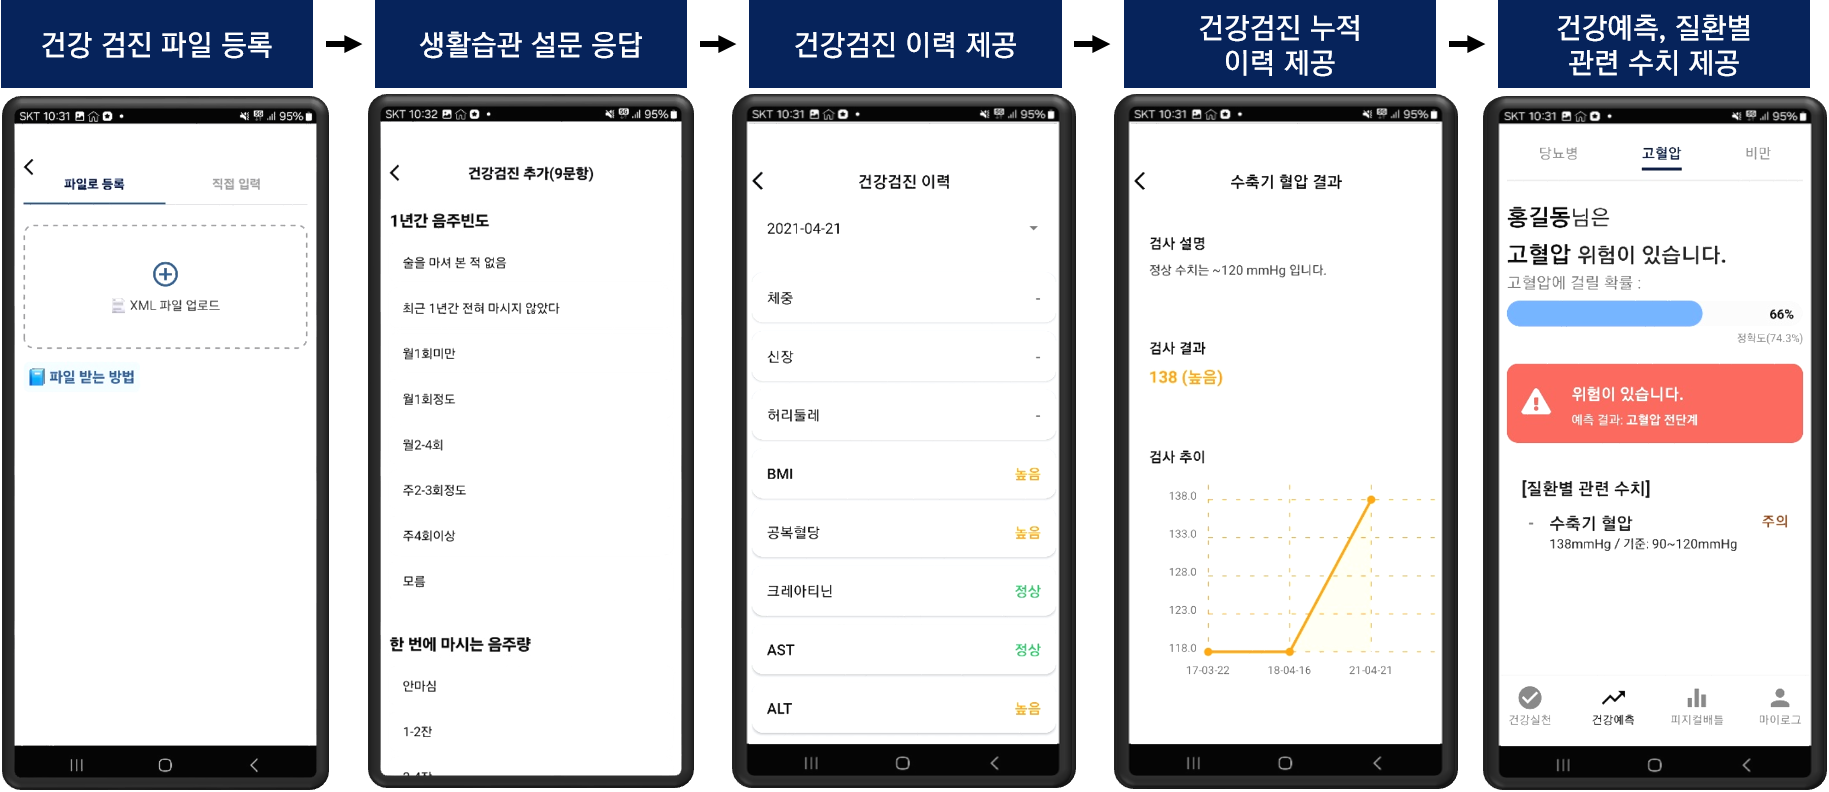 건강 검진 파일 등록
생활습관 설문 응답
건강검진 이력 제공
건강검진 누적
이력 제공
건강예측, 질환별
관련 수치 제공
SKT 10:31
95%
파일로 등록
직접 입력
XML 파일 업로드
파일 받는 방법
SKT 10:32
95%
건강검진 추가(9문항)
1년간 음주빈도
술을 마셔 본 적 없음
최근 1년간 전혀 마시지 않았다
월1회미만
월1회정도
월2-4회
주2-3회정도
주4회이상
모름
한 번에 마시는 음주량
안마심
1-2잔
3-4잔
SKT 10:31
95%
건강검진 이력
2021-04-21
체중 -
신장 -
허리둘레 -
BMI 높음
공복혈당 높음
크레아티닌 정상
AST 정상
ALT 높음
SKT 10:31
95%
수축기 혈압 결과
검사 설명
정상 수치는 ~120 mmHg 입니다.
검사 결과
138 (높음)
검사 추이
138.0
133.0
128.0
123.0
118.0
17-03-22 18-04-16 21-04-21
SKT 10:31
95%
당뇨병 고혈압 비만
홍길동님은
고혈압 위험이 있습니다.
고혈압에 걸릴 확률 :
66%
정확도(74.3%)
위험이 있습니다.
예측 결과: 고혈압 전단계
[질환별 관련 수치]
- 수축기 혈압 주의
138mmHg / 기준: 90~120mmHg
건강실천 건강예측 피지컬배틀 마이로그